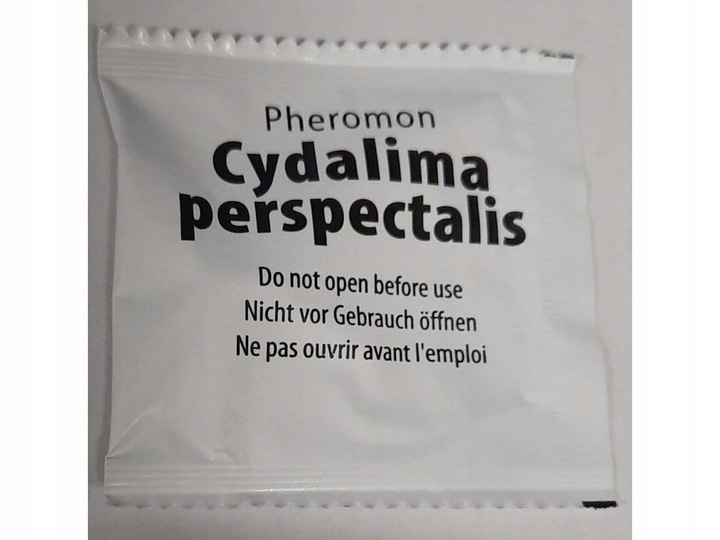 Pheromon
Cydalima
perspectalis
Do not open before use
Nicht vor Gebrauch öffnen
Ne pas ouvrir avant l'emploi